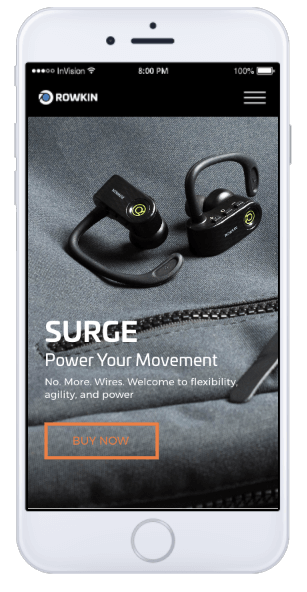 InVision
8:00 PM
100%
ROWKIN
SURGE
Power Your Movement
No. More. Wires. Welcome to flexibility,
agility, and power
BUY NOW